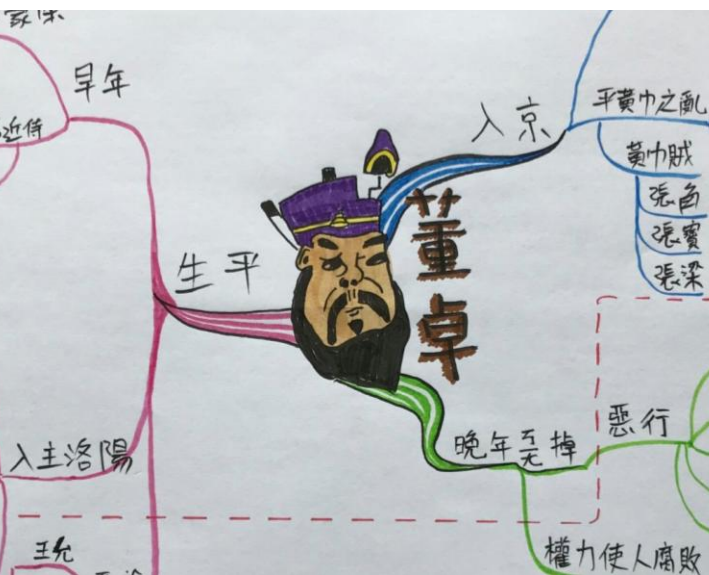 早年
近侍
生平
入主洛陽
王允
董卓
入京
平黃巾之亂
黃巾賊
張角
張寶
張梁
晚年
惡行
權力使人腐敗